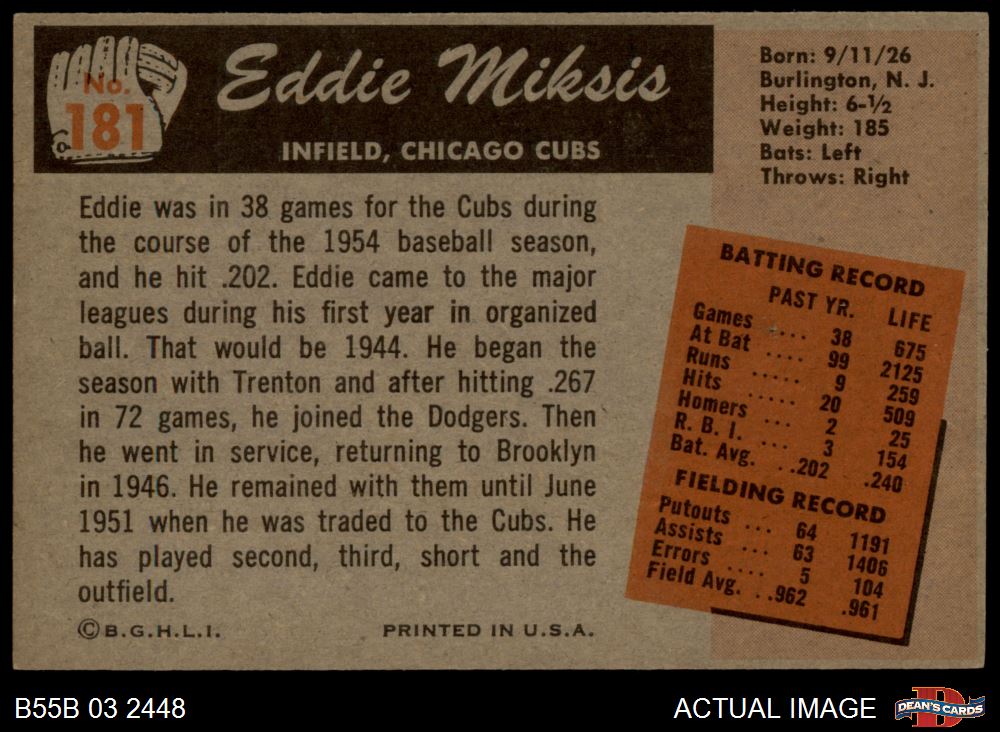 No.
181
Eddie Miksis
INFIELD, CHICAGO CUBS
Born: 9/11/26
Burlington, N. J.
Height: 6-½
Weight: 185
Bats: Left
Throws: Right
Eddie was in 38 games for the Cubs during
the course of the 1954 baseball season,
and he hit .202. Eddie came to the major
leagues during his first year in organized
ball. That would be 1944. He began the
season with Trenton and after hitting .267
in 72 games, he joined the Dodgers. Then
he went in service, returning to Brooklyn
in 1946. He remained with them until June
1951 when he was traded to the Cubs. He
has played second, third, short and the
outfield.
©B.G.H.L.I.
PRINTED IN U.S.A.
BATTING RECORD
PAST YR. LIFE
Games .... 38 675
At Bat .... 99 2125
Runs ..... 9 259
Hits ..... 20 509
Homers ... 2 25
R. B. I. ... 3 154
Bat. Avg. ..202 .240
FIELDING RECORD
Putouts ... 64 1191
Assists ... 63 1406
Errors .... 5 104
Field Avg. ..962 .961
B55B 03 2448
ACTUAL IMAGE
DEAN'S CARDS